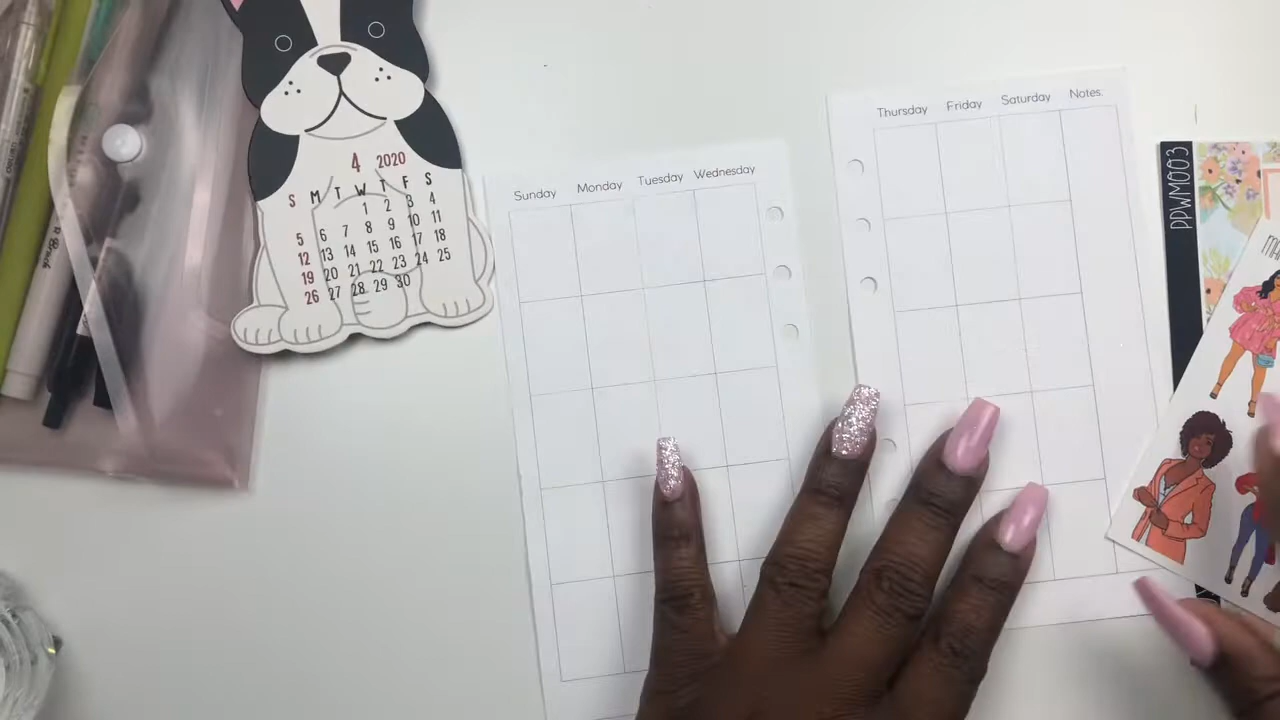 4 2020
S M T W T F S
1 2 3 4
5 6 7 8 9 10 11
12 13 14 15 16 17 18
19 20 21 22 23 24 25
26 27 28 29 30
Sunday Monday Tuesday Wednesday
Thursday Friday Saturday Notes:
PPWM003